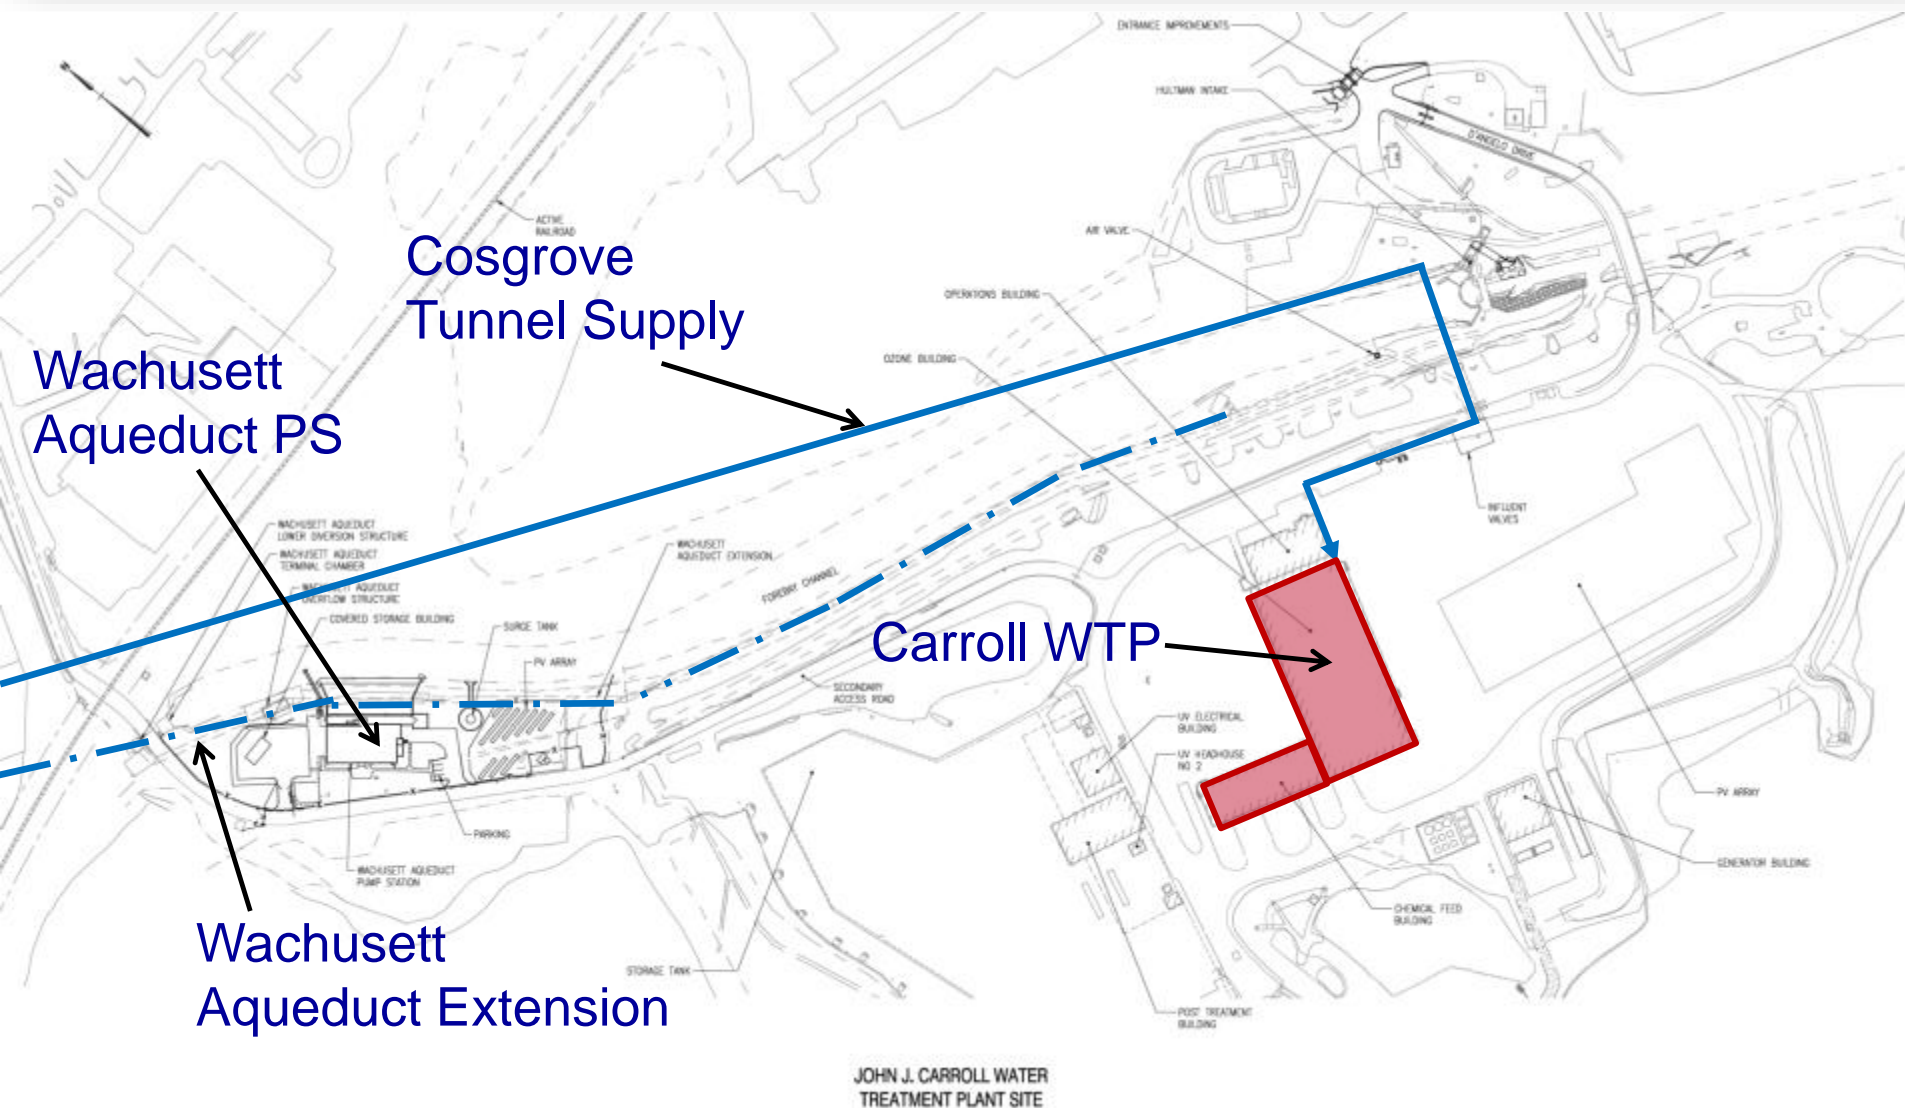 ENTRANCE IMPROVEMENTS
HULTMAN INTAKE
D'ANGELO DRIVE
ACTIVE
RAILROAD
AIR VALVE
Cosgrove
Tunnel Supply
OPERATIONS BUILDING
OZONE BUILDING
Wachusett
Aqueduct PS
INFLUENT
VALVES
WACHUSETT AQUEDUCT
LOWER DIVERSION STRUCTURE
WACHUSETT AQUEDUCT
TERMINAL CHAMBER
WACHUSETT AQUEDUCT
OVERFLOW STRUCTURE
COVERED STORAGE BUILDING
WACHUSETT
AQUEDUCT EXTENSION
FOREBAY CHANNEL
SURGE TANK
PV ARRAY
Carroll WTP
SECONDARY
ACCESS ROAD
UV ELECTRICAL
BUILDING
UV HEADHOUSE
NO 2
PV ARRAY
PARKING
WACHUSETT AQUEDUCT
PUMP STATION
GENERATOR BUILDING
CHEMICAL FEED
BUILDING
Wachusett
Aqueduct Extension
STORAGE TANK
POST TREATMENT
BUILDING
JOHN J. CARROLL WATER
TREATMENT PLANT SITE